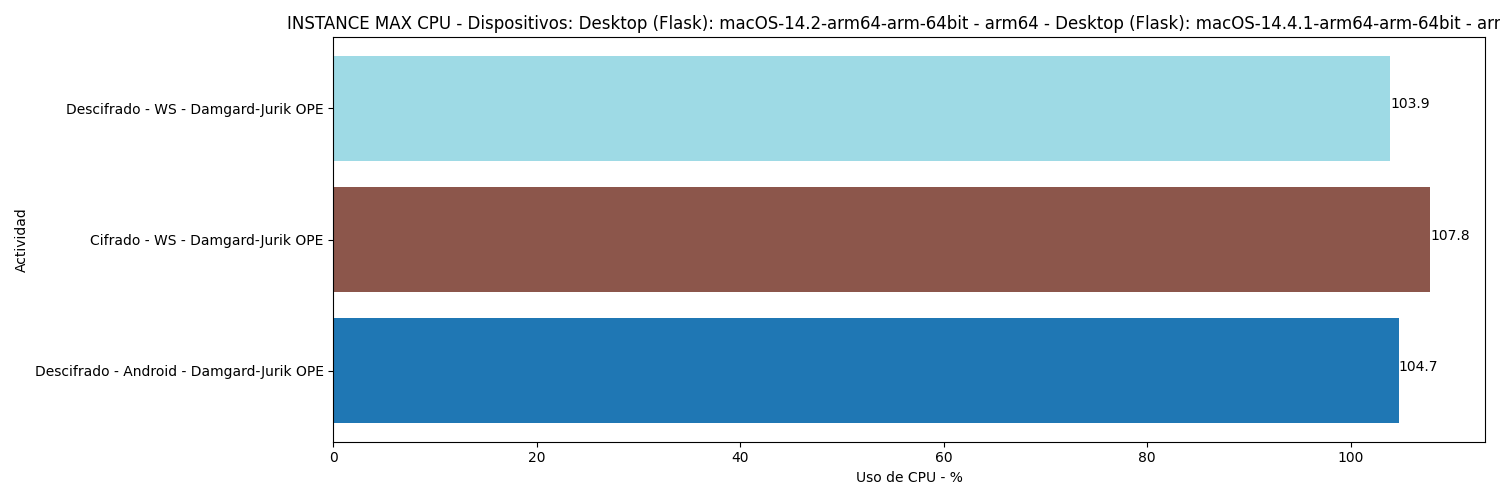 INSTANCE MAX CPU - Dispositivos: Desktop (Flask): macOS-14.2-arm64-arm-64bit - arm64 - Desktop (Flask): macOS-14.4.1-arm64-arm-64bit -
Descifrado - WS - Damgard-Jurik OPE
103.9
Cifrado - WS - Damgard-Jurik OPE
107.8
Descifrado - Android - Damgard-Jurik OPE
104.7
Actividad
0 20 40 60 80 100
Uso de CPU - %